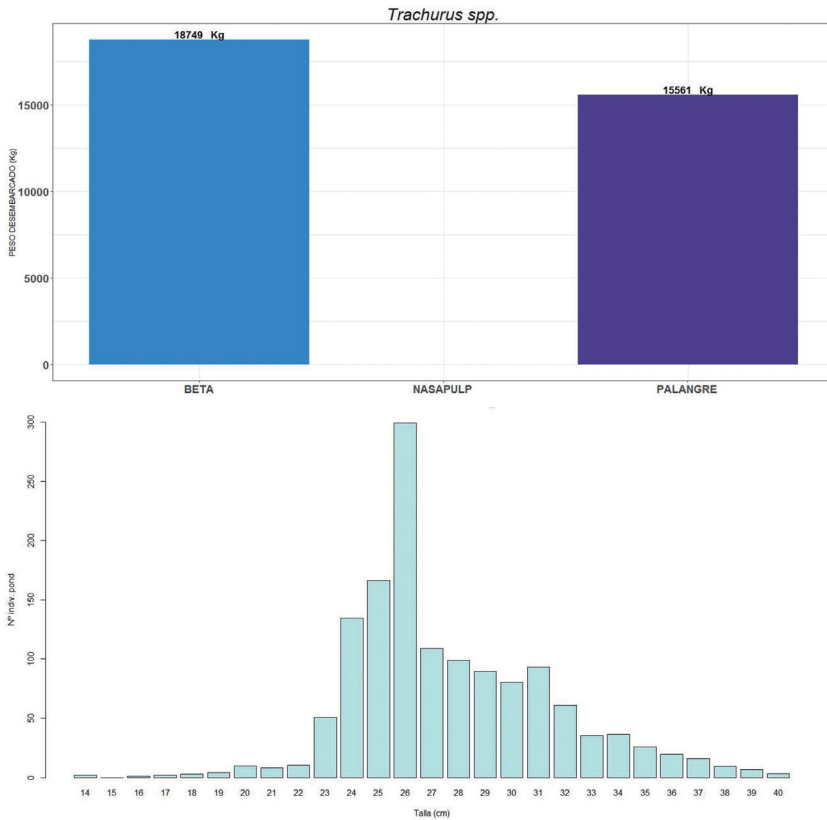 Trachurus spp.
18749 Kg
15561 Kg
PESO DESEMBARCADO (Kg)
15000
10000
5000
0
BETA NASAPULP PALANGRE
Nº indiv. pond
300
250
200
150
100
50
0
14 15 16 17 18 19 20 21 22 23 24 25 26 27 28 29 30 31 32 33 34 35 36 37 38 39 40
Talla (cm)